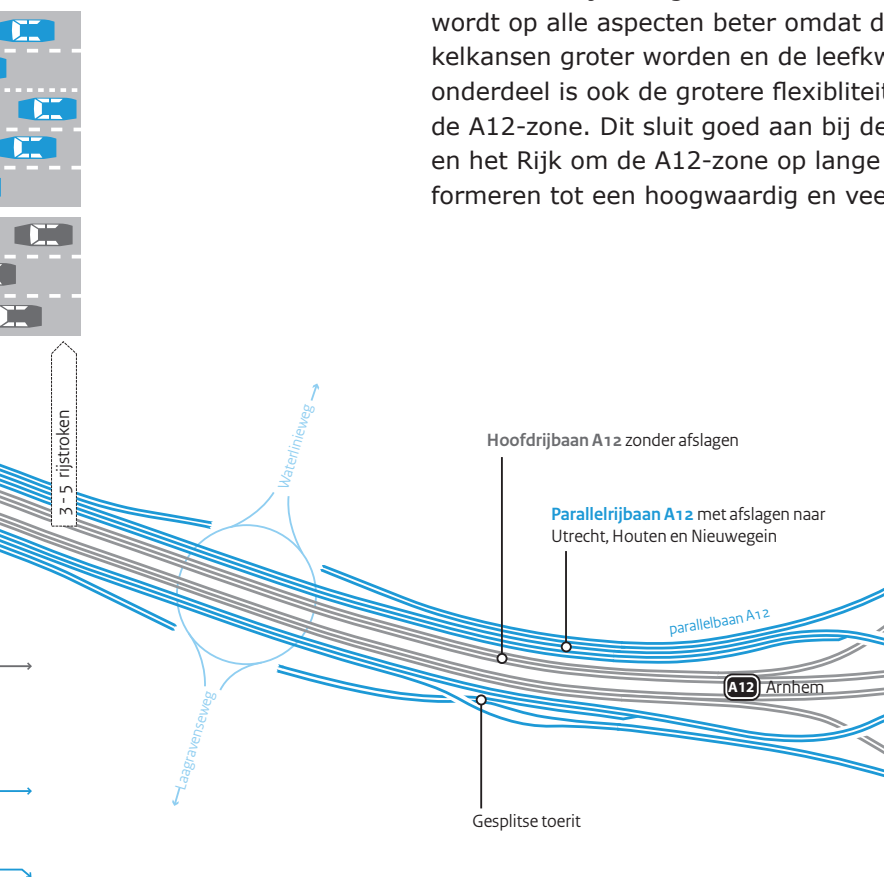 wordt op alle aspecten beter omdat d
kelkansen groter worden en de leefkw
onderdeel is ook de grotere flexibliteit
de A12-zone. Dit sluit goed aan bij de
en het Rijk om de A12-zone op lange
formeren tot een hoogwaardig en vee
3 - 5 rijstroken
Waterlinieweg
Hoofdrijbaan A12 zonder afslagen
Parallelrijbaan A12 met afslagen naar
Utrecht, Houten en Nieuwegein
parallelbaan A12
A12 Arnhem
Laagravenseweg
Gesplitse toerit